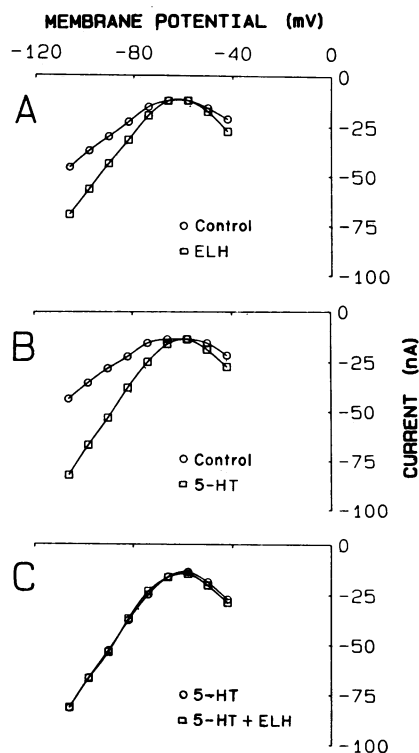 MEMBRANE POTENTIAL (mV)
-120 -80 -40
A
0
-25
-50
-75
-100
Control
ELH
B
0
-25
-50
-75
-100
Control
5-HT
CURRENT (nA)
C
0
-25
-50
-75
-100
5-HT
5-HT + ELH